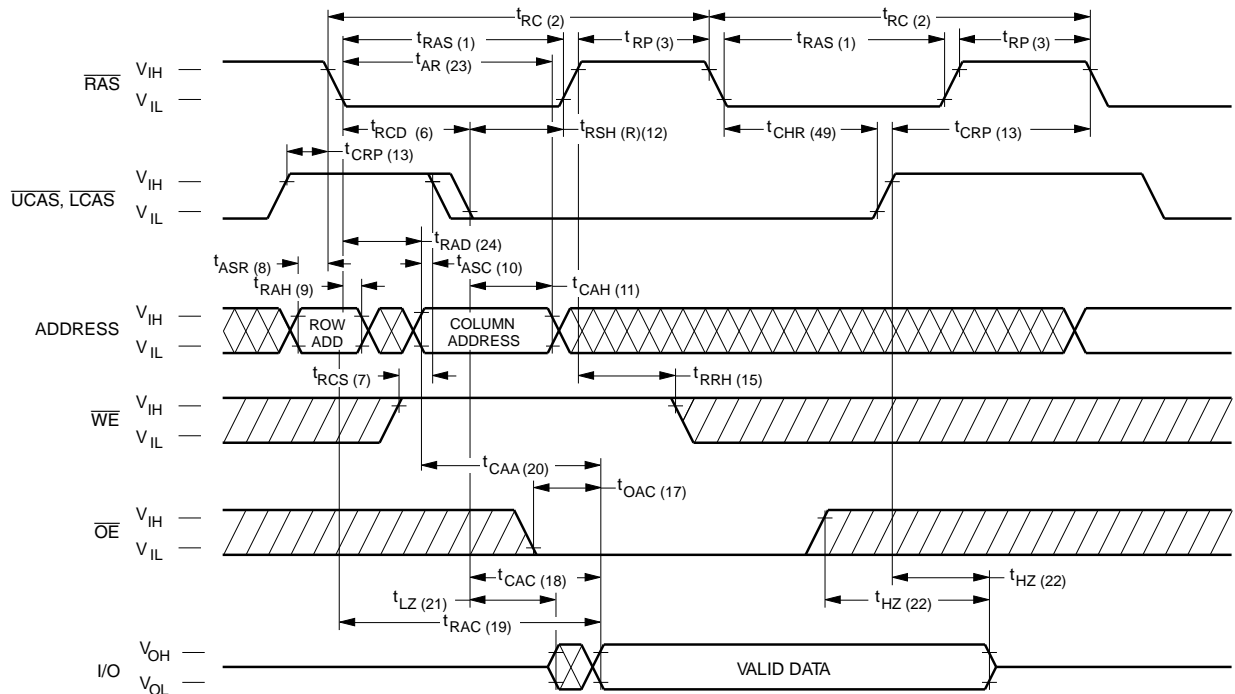 tRC (2) tRC (2)
tRAS (1) tRP (3) tRAS (1) tRP (3)
tAR (23)
RAS VIH
VIL
tRCD (6) tRSH (R)(12) tCHR (49) tCRP (13)
tCRP (13)
UCAS, LCAS VIH
VIL
tRAD (24)
tASR (8) tASC (10)
tRAH (9) tCAH (11)
ADDRESS VIH
VIL
ROW
ADD
COLUMN
ADDRESS
tRCS (7) tRRH (15)
WE VIH
VIL
tCAA (20)
tOAC (17)
OE VIH
VIL
tCAC (18) tHZ (22)
tLZ (21) tHZ (22)
tRAC (19)
I/O VOH
VOL
VALID DATA